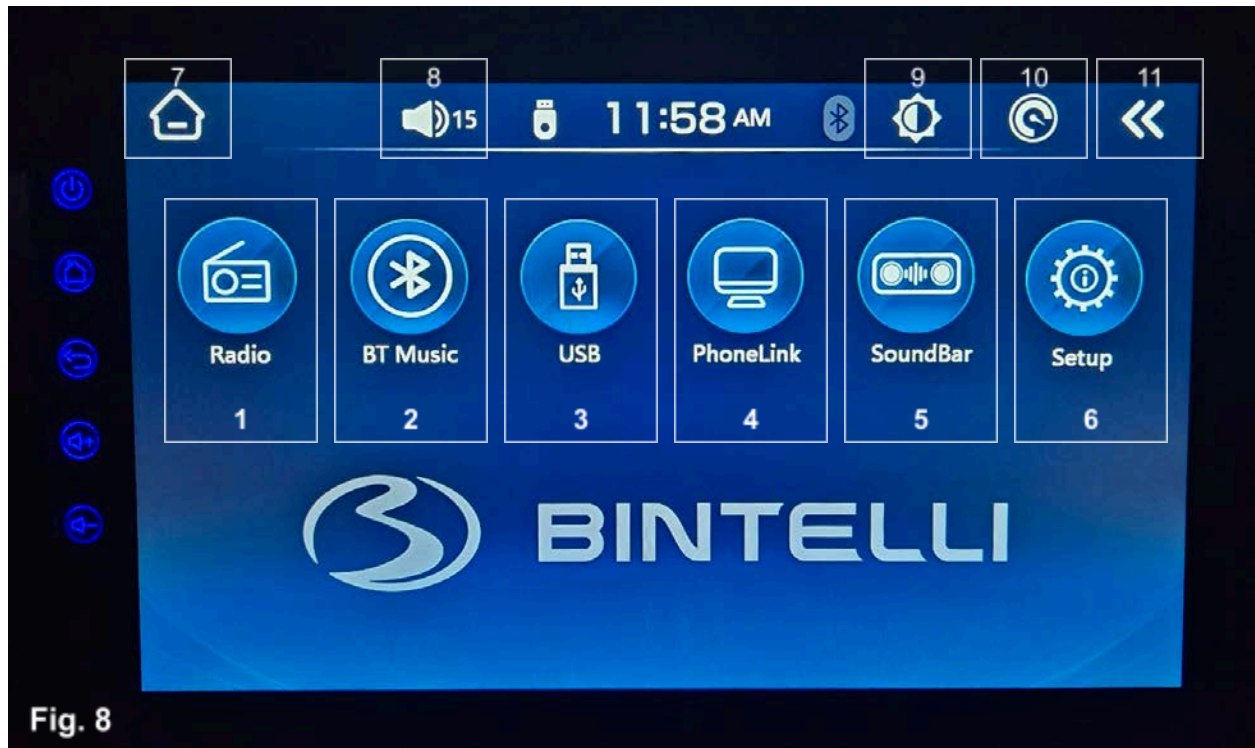 7 8 9 10 11
15 11:58 AM
Radio BT Music USB PhoneLink SoundBar Setup
1 2 3 4 5 6
BINTELLI
Fig. 8